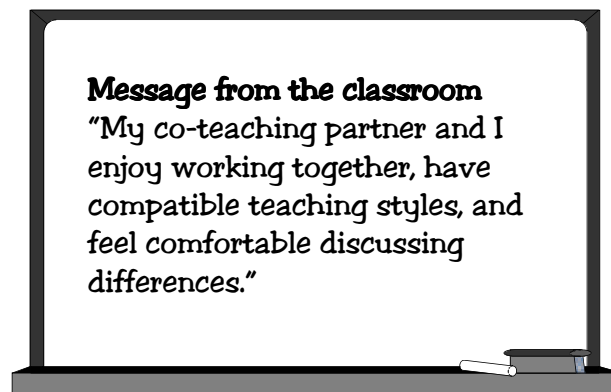 Message from the classroom
“My co-teaching partner and I
enjoy working together, have
compatible teaching styles, and
feel comfortable discussing
differences.”